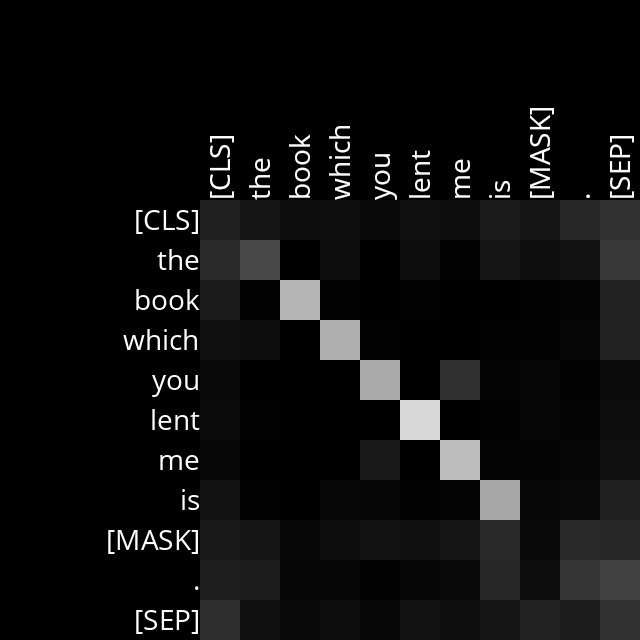 [CLS] the book which you lent me is [MASK] . [SEP]
[CLS]
the
book
which
you
lent
me
is
[MASK]
.
[SEP]